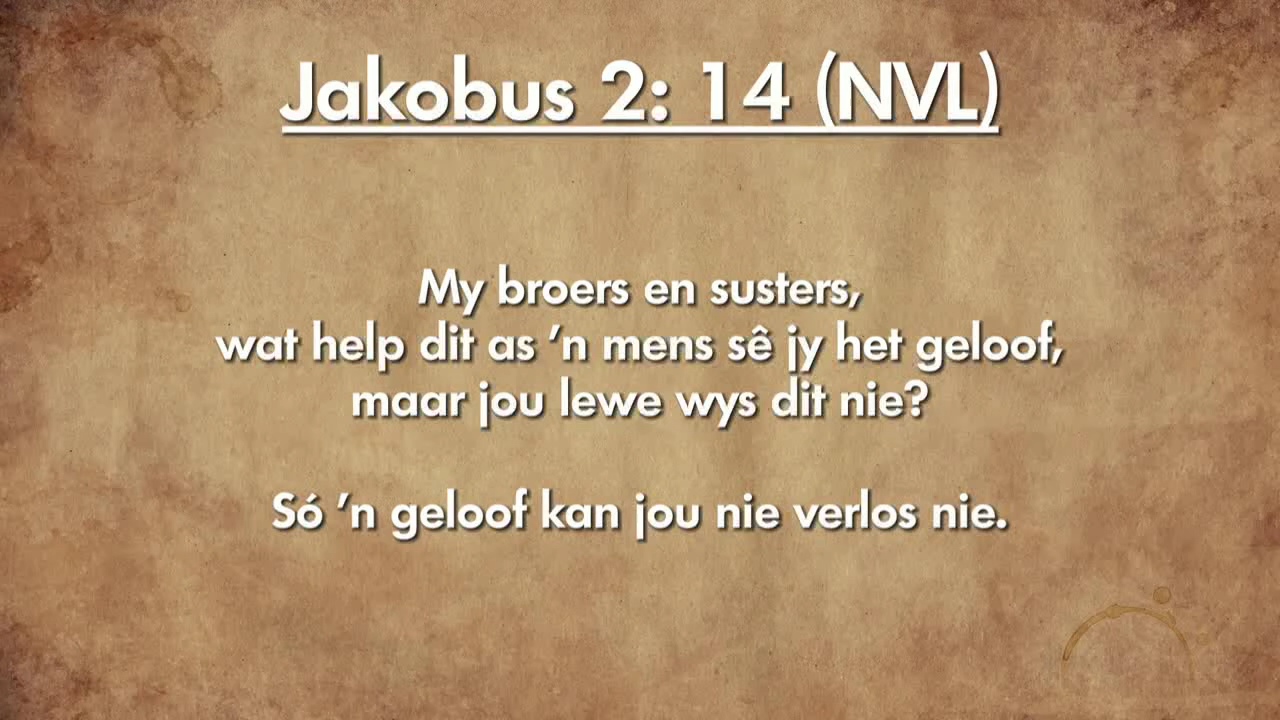 Jakobus 2: 14 (NVL)
My broers en susters,
wat help dit as ’n mens sê jy het geloof,
maar jou lewe wys dit nie?
Só ’n geloof kan jou nie verlos nie.